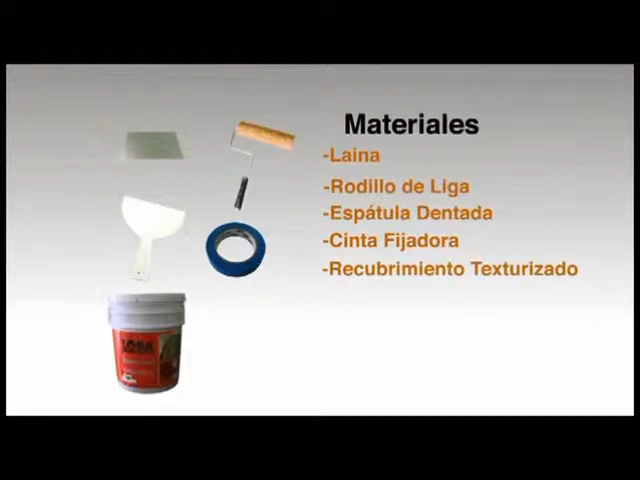 Materiales
-Laina
-Rodillo de Liga
-Espátula Dentada
-Cinta Fijadora
-Recubrimiento Texturizado